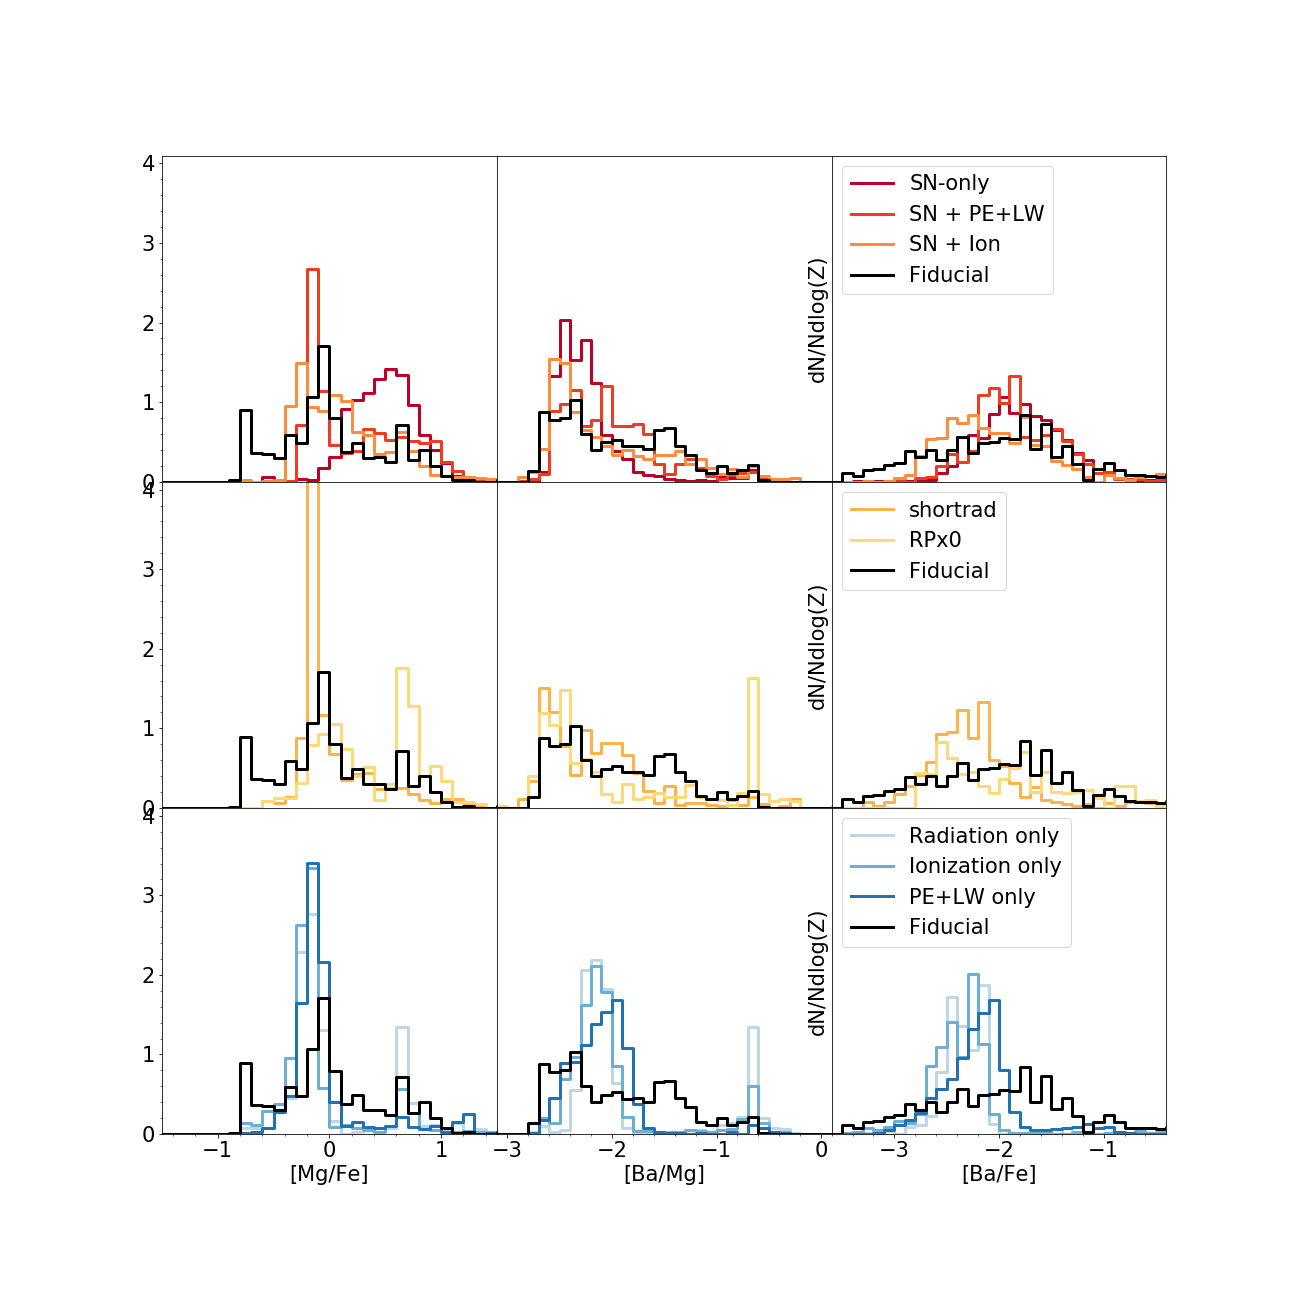 4
3
2
1
0
dN/Ndlog(Z)
SN-only
SN + PE+LW
SN + Ion
Fiducial
4
3
2
1
0
dN/Ndlog(Z)
shortrad
RPx0
Fiducial
4
3
2
1
0
dN/Ndlog(Z)
Radiation only
Ionization only
PE+LW only
Fiducial
−1 0 1
−3 −2 −1 0
−3 −2 −1
[Mg/Fe] [Ba/Mg] [Ba/Fe]